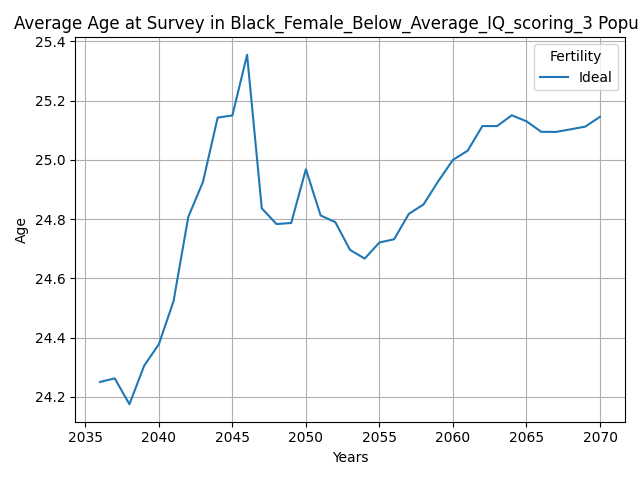 Average Age at Survey in Black_Female_Below_Average_IQ_scoring_3 Popu
25.4
25.2
25.0
24.8
24.6
24.4
24.2
Age
Fertility
Ideal
2035 2040 2045 2050 2055 2060 2065 2070
Years